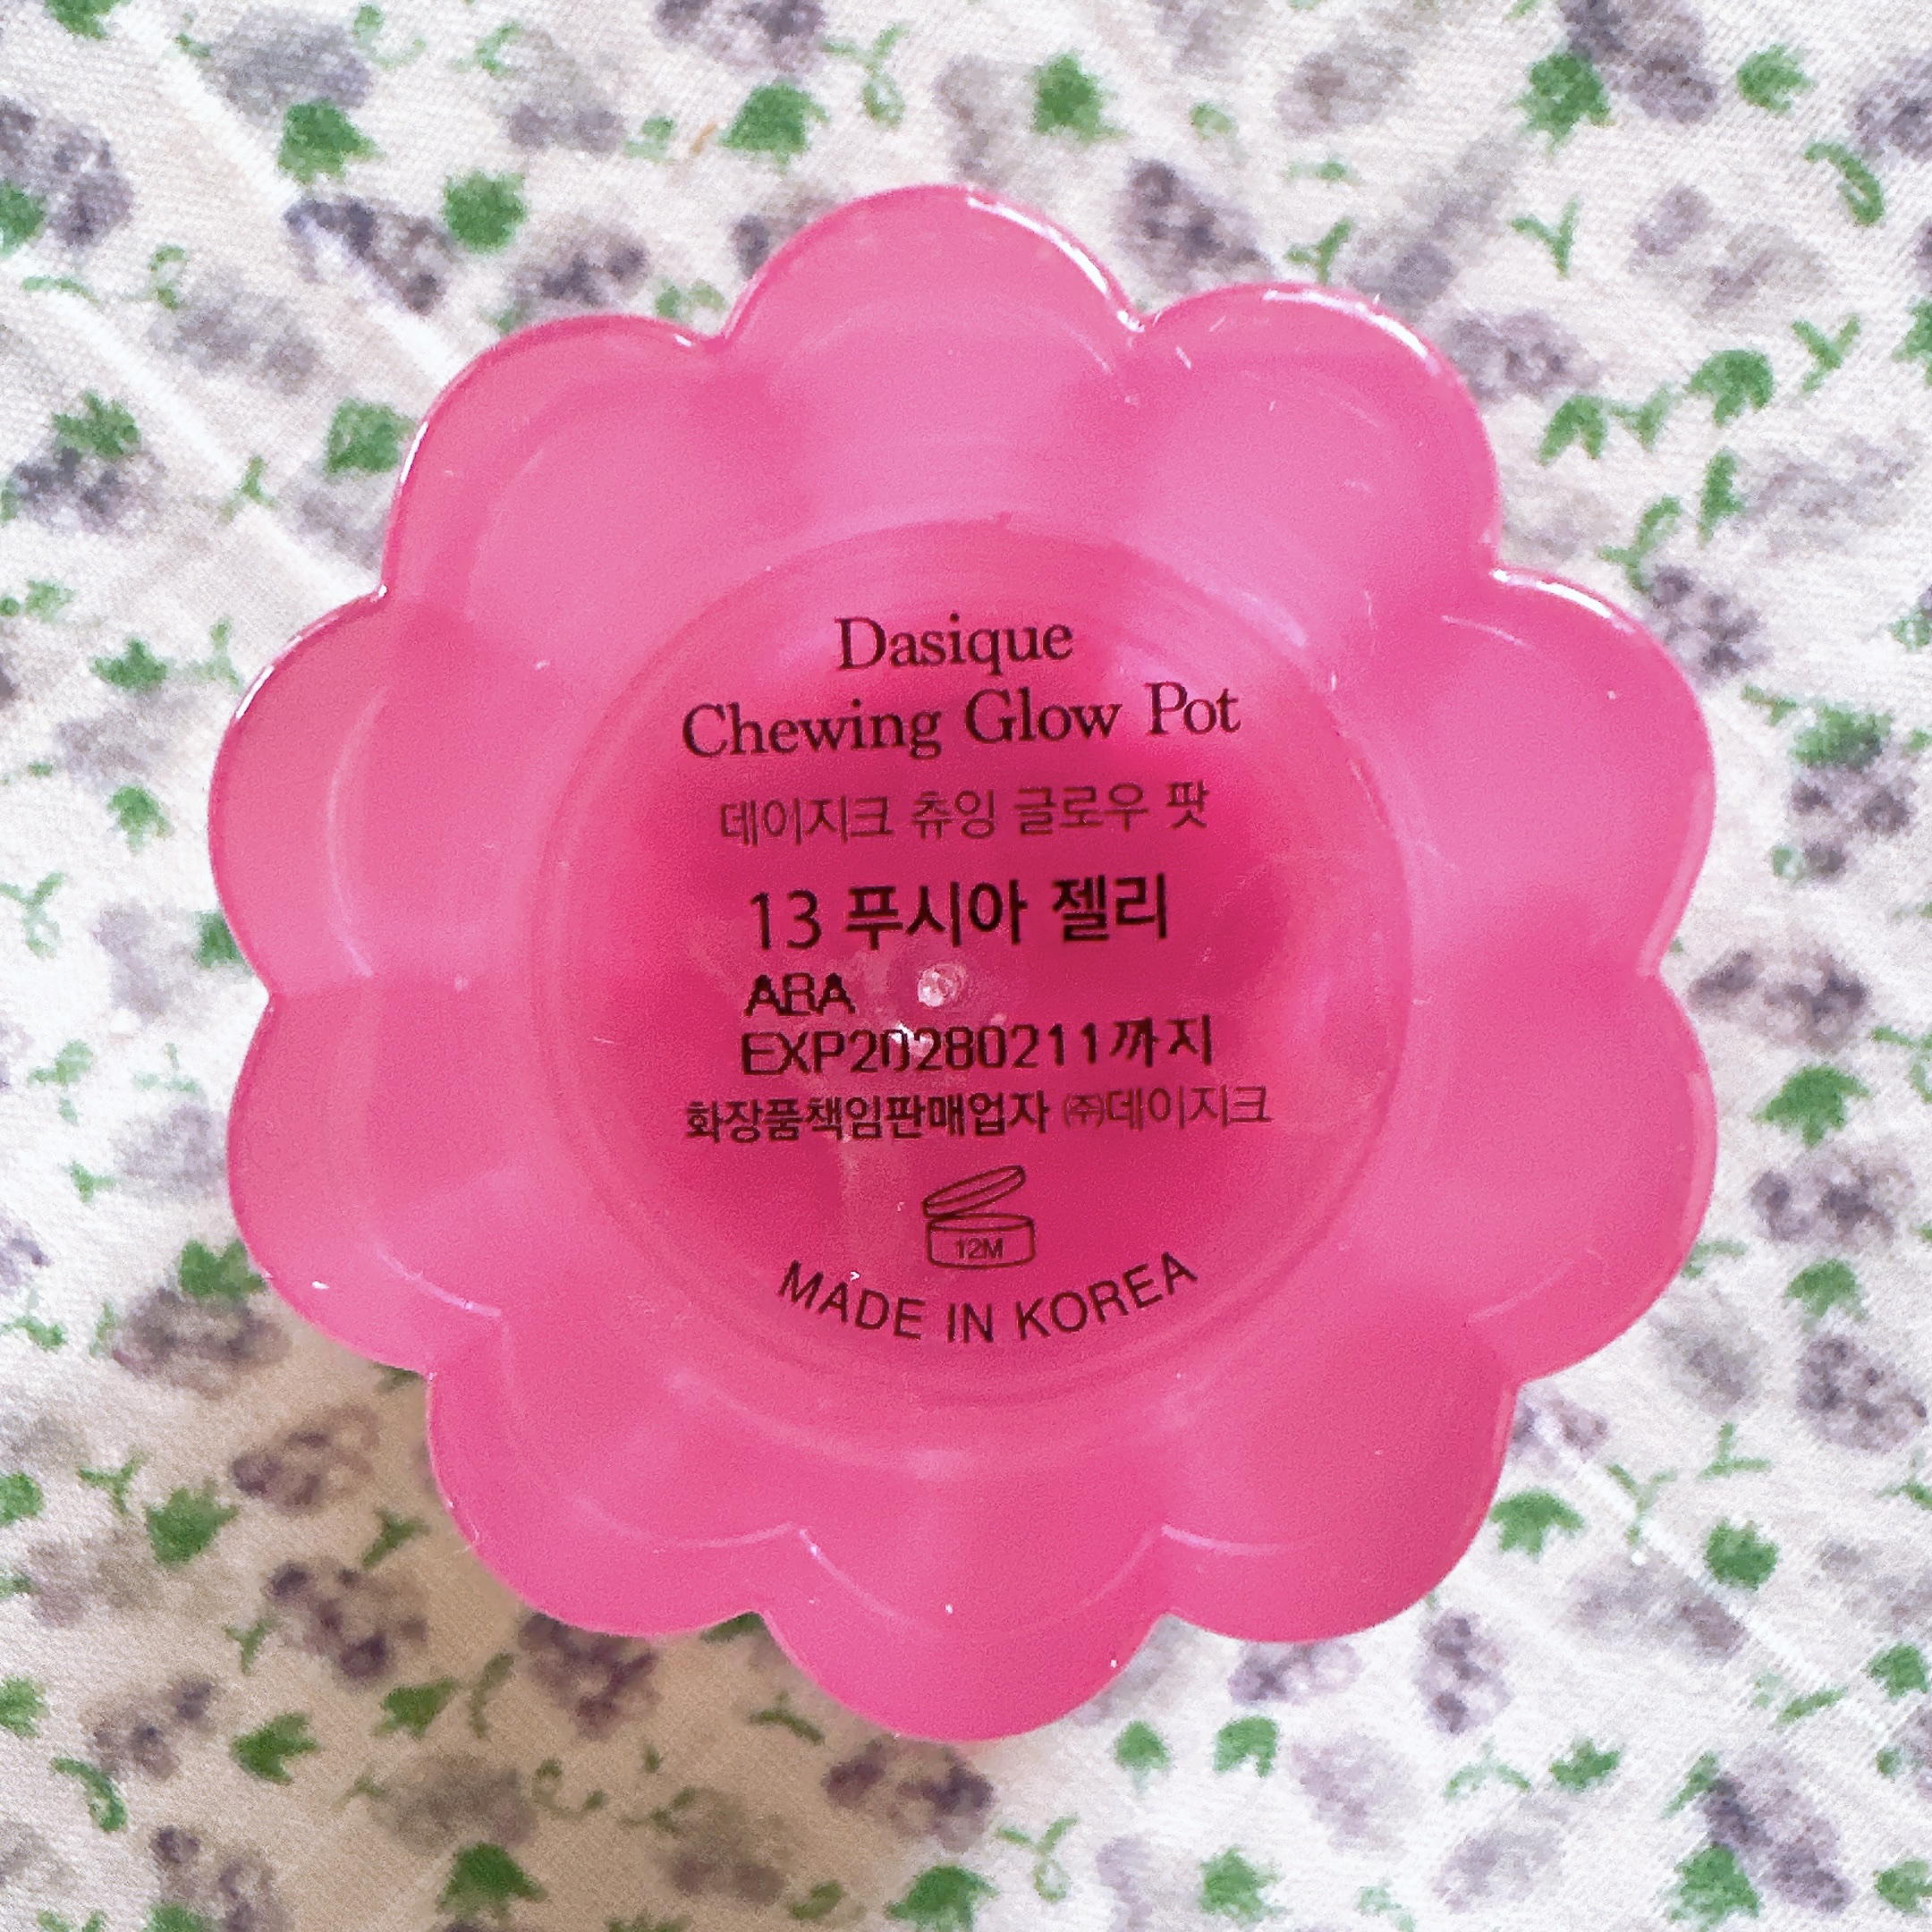 Dasique
Chewing Glow Pot
데이지크 츄잉 글로우 팟
13 푸시아 젤리
ABA
EXP20280211까지
화장품책임판매업자 ㈜데이지크
12M
MADE IN KOREA